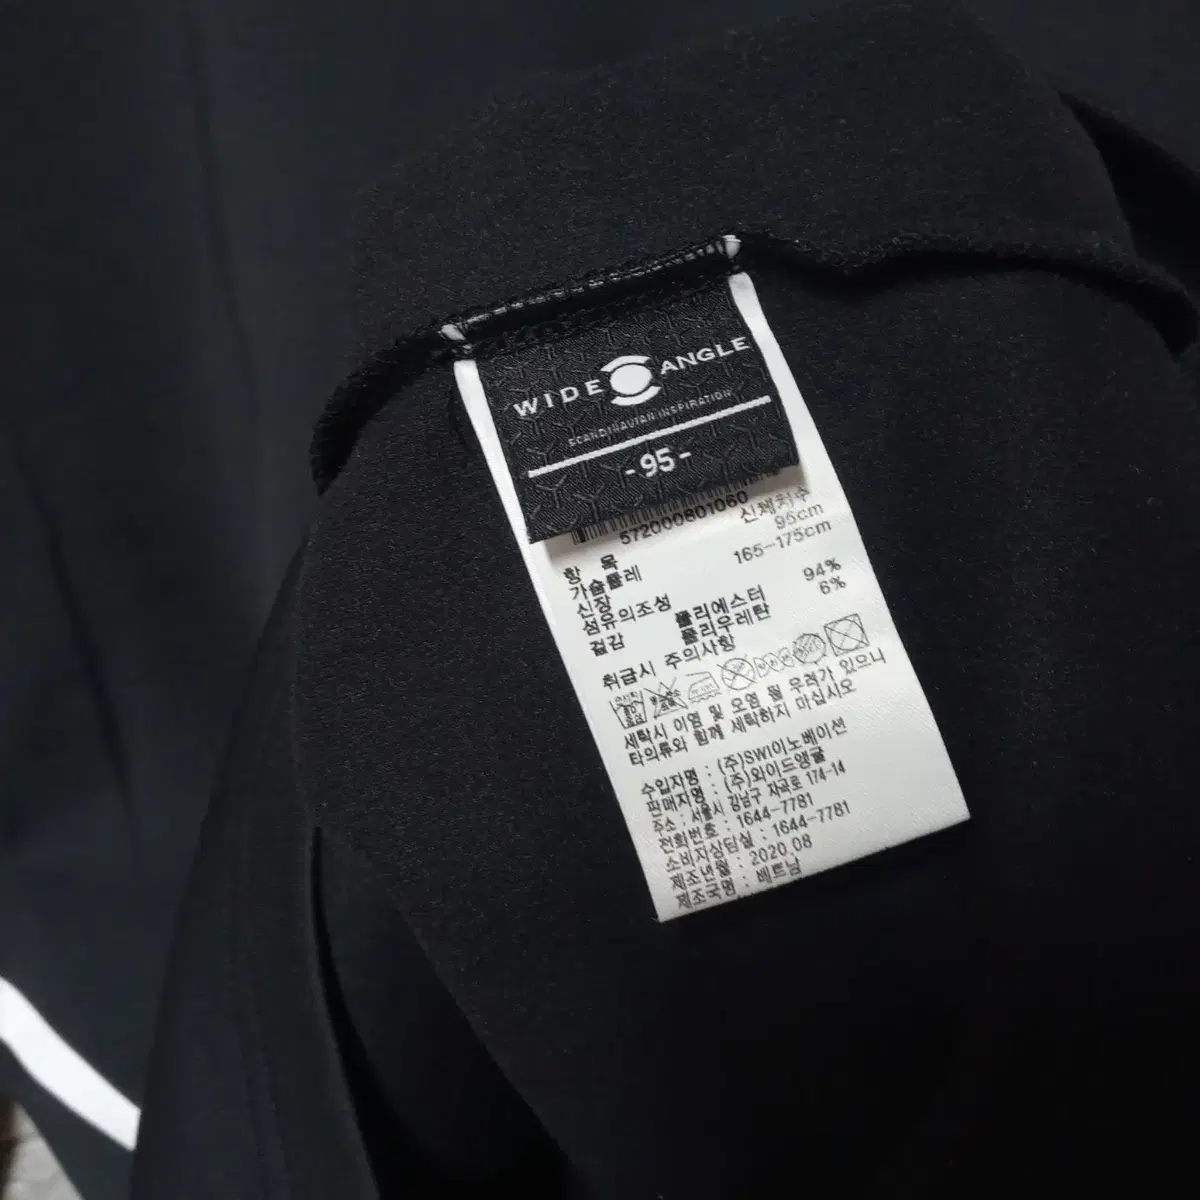 WIDE ANGLE
SCANDINAVIAN INSPIRATION
- 95 -
572000801060
항 목 신체치수
가슴둘레 95cm
신장 165-175cm
섬유의조성
겉감 폴리에스터 94%
폴리우레탄 6%
취급시 주의사항
세탁시 이염 및 오염 될 우려가 있으니
타의류와 함께 세탁하지 마십시오
수입자명 : (주)SWI이노베이션
판매자명 : (주)와이드앵글
주소 : 서울시 강남구 자곡로 174-14
전화번호 : 1644-7781
소비자상담실 : 1644-7781
제조년월 : 2020.08
제조국명 : 베트남